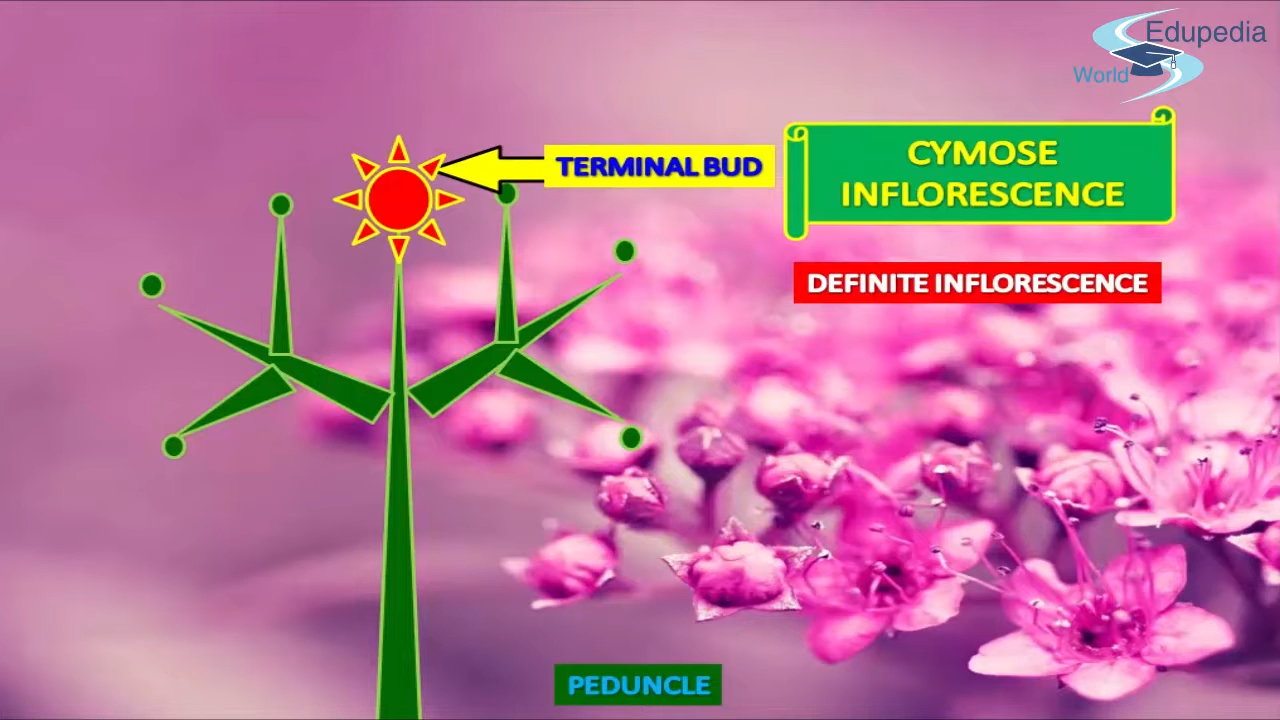 Edupedia
World
CYMOSE
INFLORESCENCE
TERMINAL BUD
DEFINITE INFLORESCENCE
PEDUNCLE